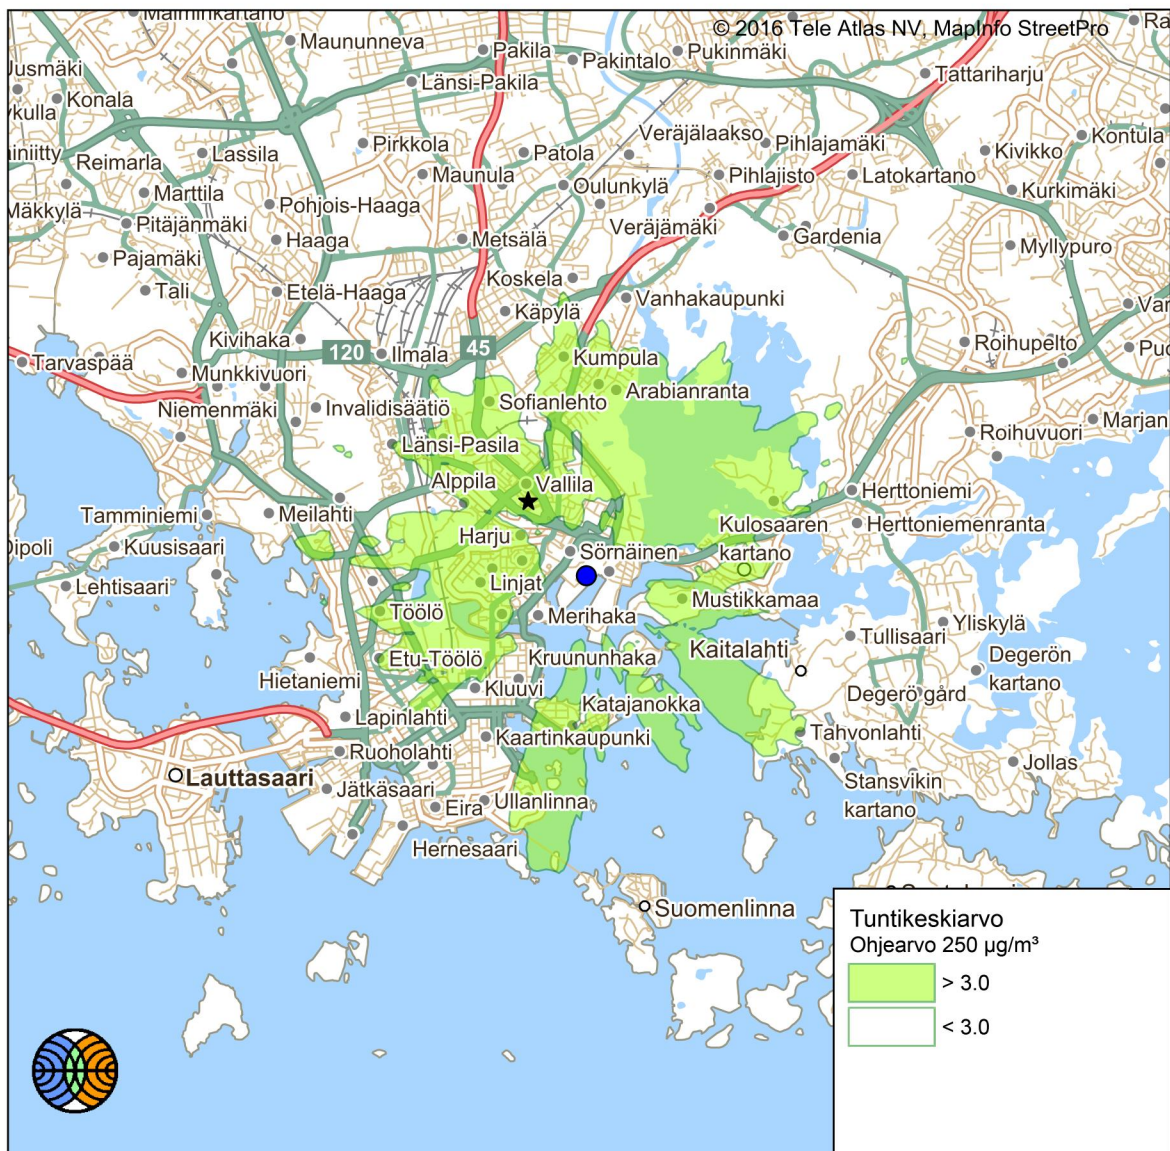 © 2016 Tele Atlas NV, MapInfo StreetPro
Malminkartano
Maununneva
Pakila
Pukinmäki
Pakintalo
Länsi-Pakila
Tattariharju
Konala
Veräjälaakso
Pihlajamäki
Kontula
Kivikko
Reimarla
Lassila
Pirkkola
Patola
Maunula
Oulunkylä
Pihlajisto
Latokartano
Kurkimäki
Marttila
Pohjois-Haaga
Mäkkylä
Pitäjänmäki
Haaga
Metsälä
Veräjämäki
Gardenia
Myllypuro
Pajamäki
Tali
Etelä-Haaga
Koskela
Vanhakaupunki
Käpylä
Kivihaka
120
Ilmala
45
Kumpula
Roihupelto
Tarvaspää
Munkkivuori
Arabianranta
Niemenmäki
Invalidisäätiö
Sofianlehto
Länsi-Pasila
Roihuvuori
Alppila
Vallila
Herttoniemi
Tamminiemi
Meilahti
Harju
Kulosaaren
kartano
Herttoniemenranta
Kuusisaari
Sörnäinen
Lehtisaari
Linjat
Töölö
Merihaka
Mustikkamaa
Yliskylä
Tullisaari
Etu-Töölö
Kruununhaka
Kaitalahti
Degerön
kartano
Hietaniemi
Kluuvi
Degerö gård
Lapinlahti
Katajanokka
Ruoholahti
Kaartinkaupunki
Tahvonlahti
Lauttasaari
Jätkäsaari
Eira
Ullanlinna
Stansvikin
kartano
Jollas
Hernesaari
Suomenlinna
Tuntikeskiarvo
Ohjearvo 250 µg/m³
> 3.0
< 3.0